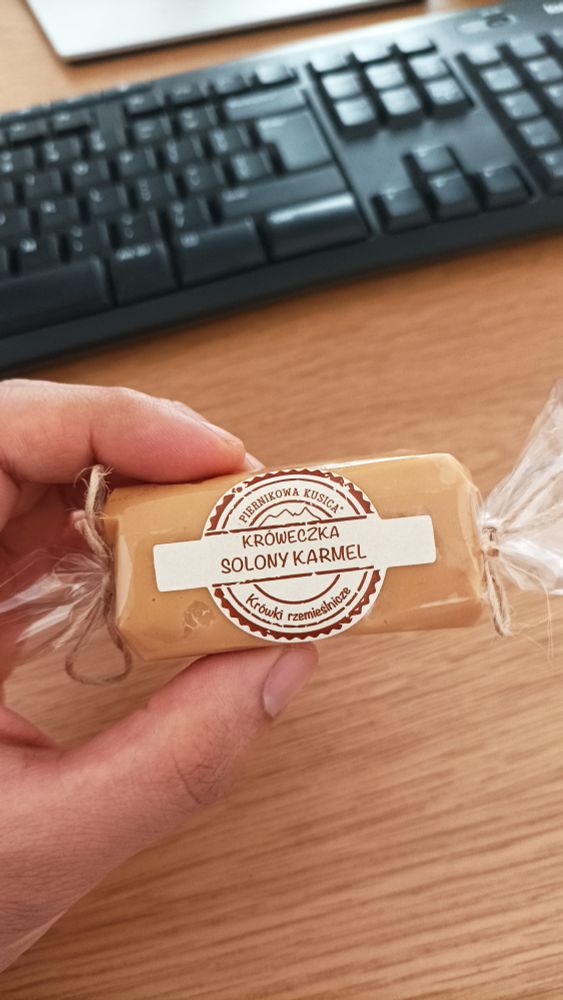 PIERNIKOWA KUSICA®
KRÓWECZKA
SOLONY KARMEL
Krówki rzemieślnicze